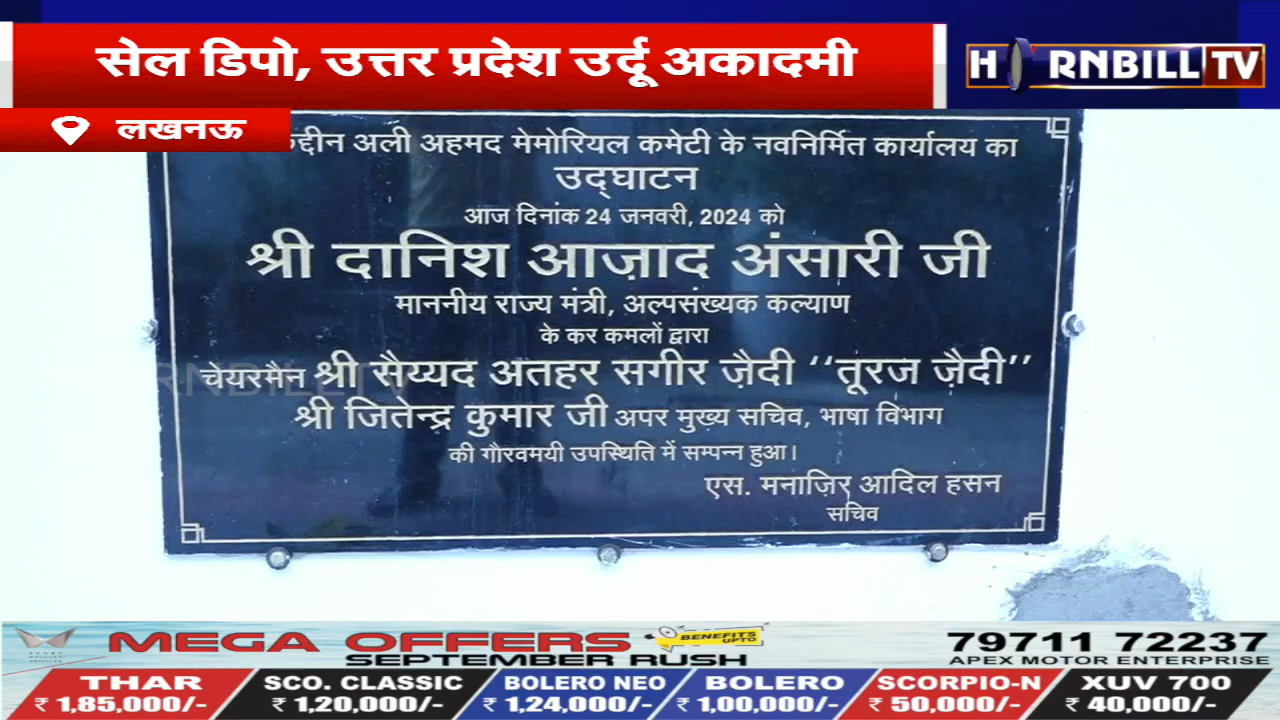 सेल डिपो, उत्तर प्रदेश उर्दू अकादमी
H RNBILL TV
लखनऊ
अली अहमद मेमोरियल कमेटी के नवनिर्मित कार्यालय का
उद्घाटन
आज दिनांक 24 जनवरी, 2024 को
श्री दानिश आज़ाद अंसारी जी
माननीय राज्य मंत्री, अल्पसंख्यक कल्याण
के कर कमलों द्वारा
चेयरमैन श्री सैय्यद अतहर सगीर ज़ैदी ‘‘तूरज ज़ैदी’’
श्री जितेन्द्र कुमार जी अपर मुख्य सचिव, भाषा विभाग
की गौरवमयी उपस्थिति में सम्पन्न हुआ।
एस. मनाज़िर आदिल हसन
सचिव
MEGA OFFERS
BENEFITS UPTO
SEPTEMBER RUSH
79711 72237
APEX MOTOR ENTERPRISE
THAR SCO. CLASSIC BOLERO NEO BOLERO SCORPIO-N XUV 700
₹ 1,85,000/- ₹ 1,20,000/- ₹ 1,24,000/- ₹ 1,00,000/- ₹ 50,000/- ₹ 40,000/-